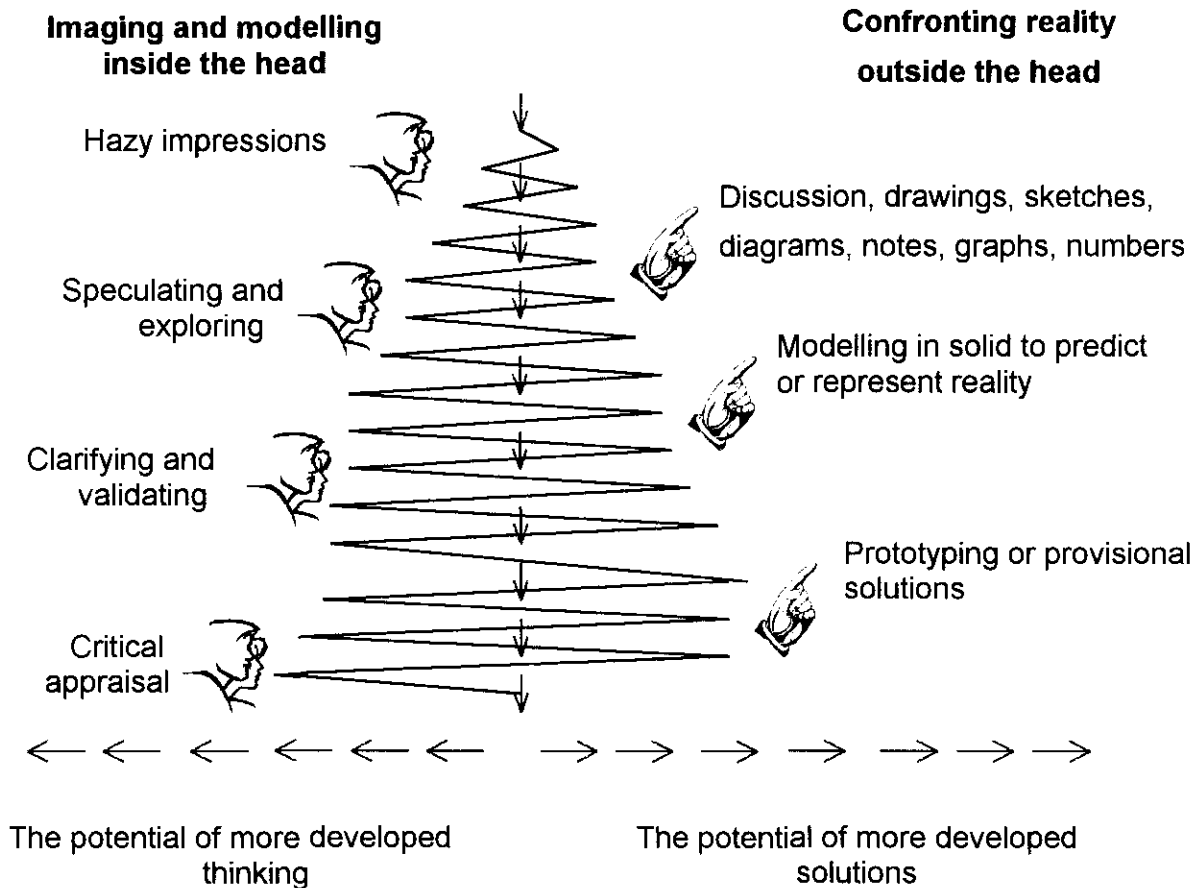 Imaging and modelling
inside the head
Confronting reality
outside the head
Hazy impressions
Discussion, drawings, sketches,
diagrams, notes, graphs, numbers
Speculating and
exploring
Modelling in solid to predict
or represent reality
Clarifying and
validating
Prototyping or provisional
solutions
Critical
appraisal
The potential of more developed
thinking
The potential of more developed
solutions